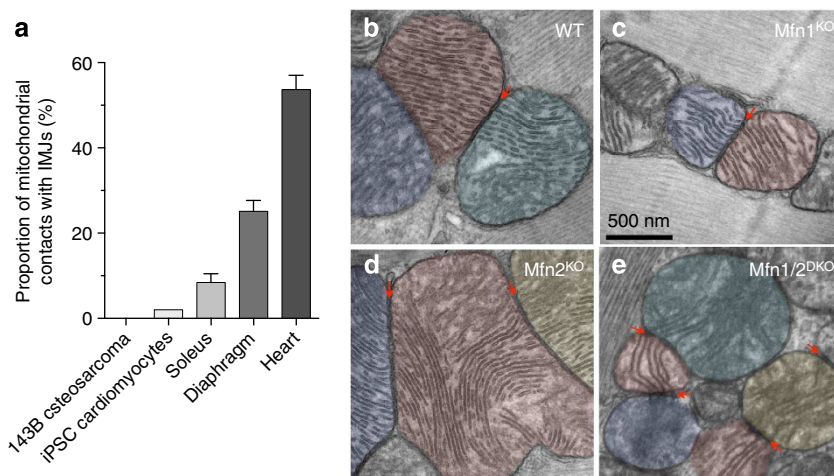 a
Proportion of mitochondrial
contacts with IMJs (%)
60
40
20
0
143B csteosarcoma
iPSC cardiomyocytes
Soleus
Diaphragm
Heart
b
WT
c
Mfn1KO
500 nm
d
Mfn2KO
e
Mfn1/2DKO